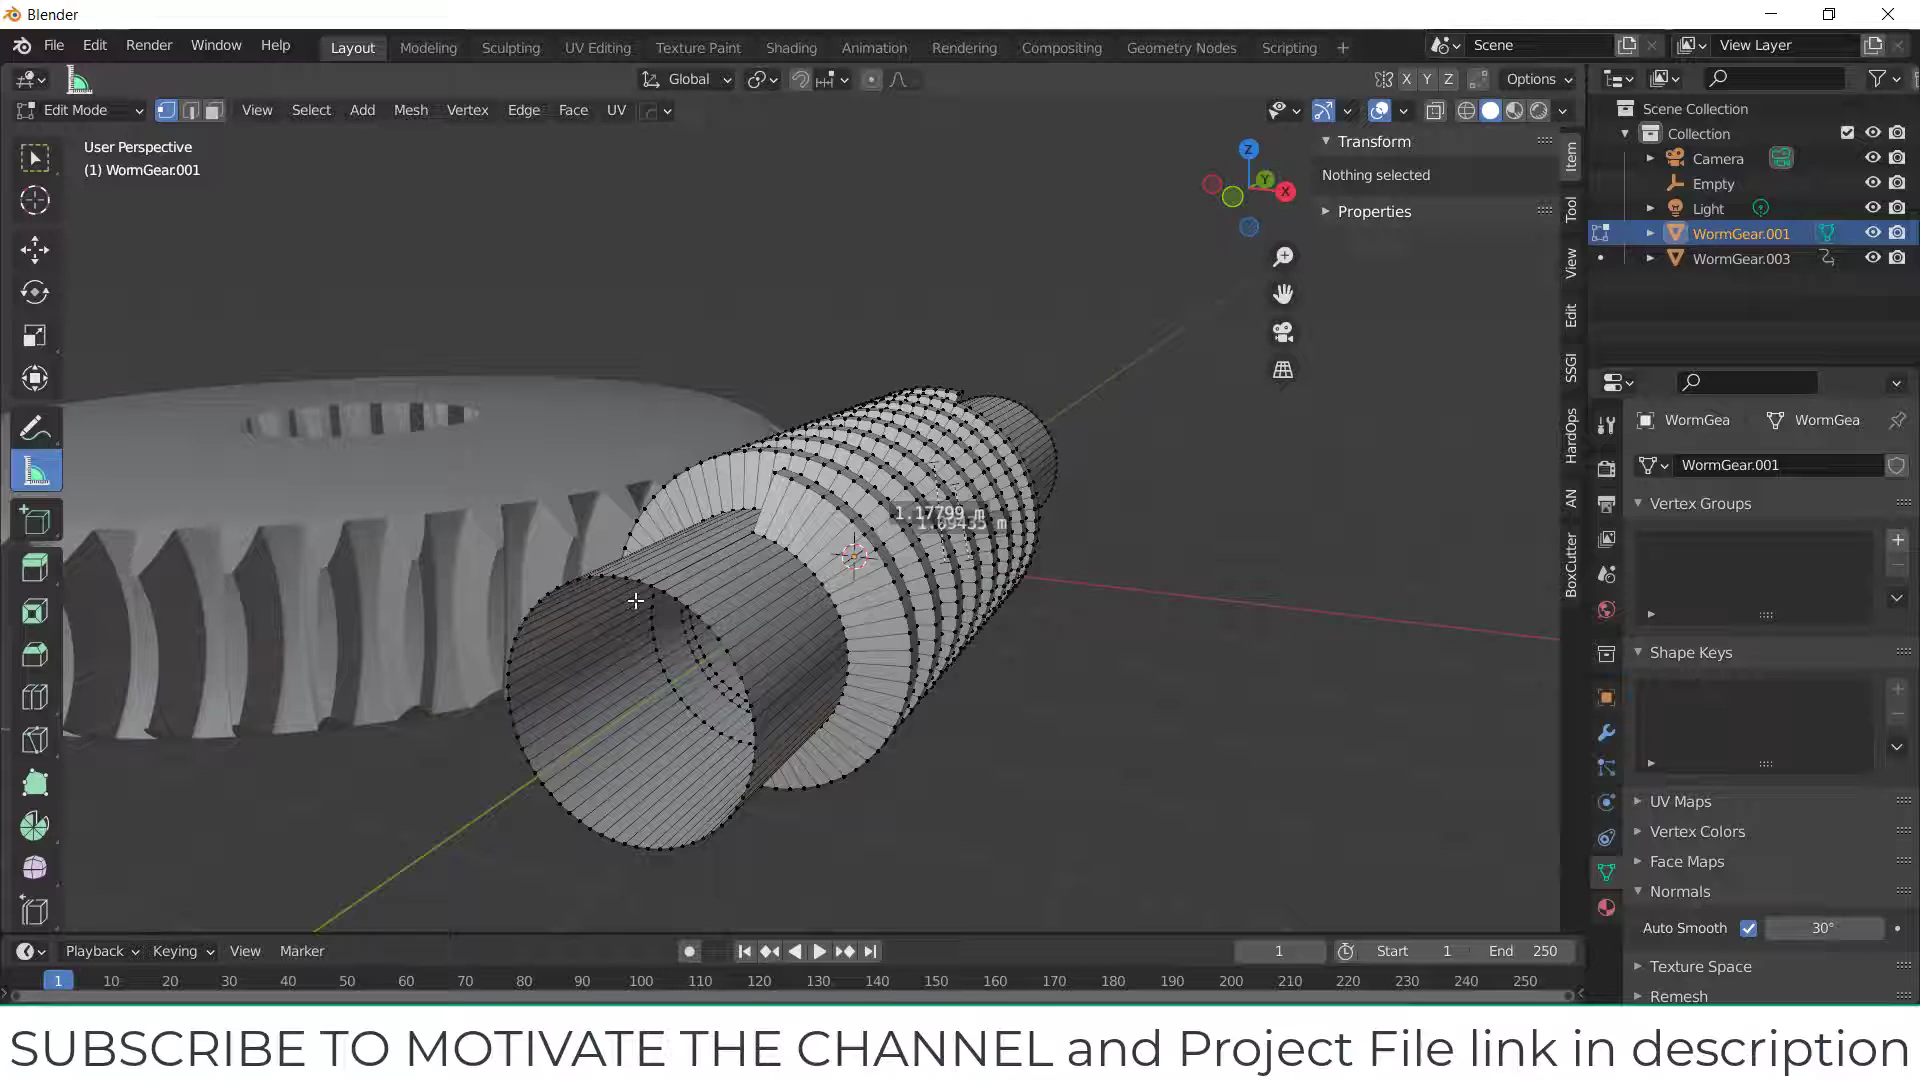 Blender
File Edit Render Window Help Layout Modeling Sculpting UV Editing Texture Paint Shading Animation Rendering Compositing Geometry Nodes Scripting + Scene View Layer
Global X Y Z Options
Edit Mode View Select Add Mesh Vertex Edge Face UV
User Perspective
(1) WormGear.001
Z
Y
X
Transform
Nothing selected
Properties
Item
Tool
View
Edit
SSGI
HardOps
AN
BoxCutter
1.17799 m
Scene Collection
Collection
Camera
Empty
Light
WormGear.001
WormGear.003
WormGea WormGea
WormGear.001
Vertex Groups
Shape Keys
UV Maps
Vertex Colors
Face Maps
Normals
Auto Smooth 30°
Texture Space
Remesh
Playback Keying View Marker 1 Start 1 End 250
1 10 20 30 40 50 60 70 80 90 100 110 120 130 140 150 160 170 180 190 200 210 220 230 240 250
SUBSCRIBE TO MOTIVATE THE CHANNEL and Project File link in description